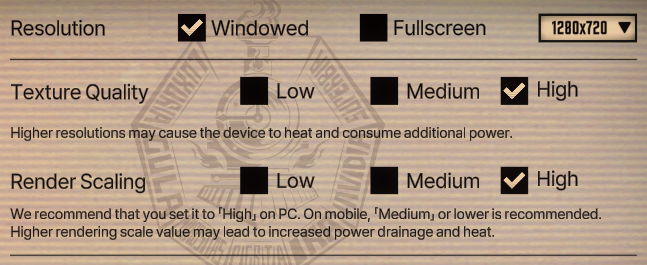 Resolution Windowed Fullscreen 1280x720
Texture Quality Low Medium High
Higher resolutions may cause the device to heat and consume additional power.
Render Scaling Low Medium High
We recommend that you set it to「High」on PC. On mobile,「Medium」or lower is recommended.
Higher rendering scale value may lead to increased power drainage and heat.